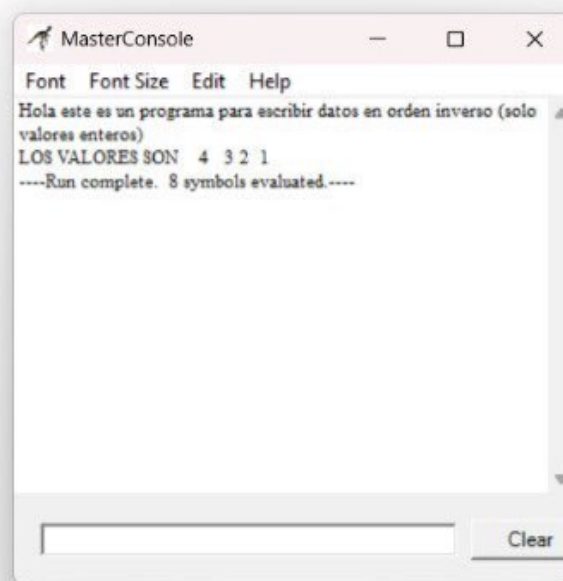 MasterConsole
Font Font Size Edit Help
Hola este es un programa para escribir datos en orden inverso (solo
valores enteros)
LOS VALORES SON 4 3 2 1
----Run complete. 8 symbols evaluated.----
Clear